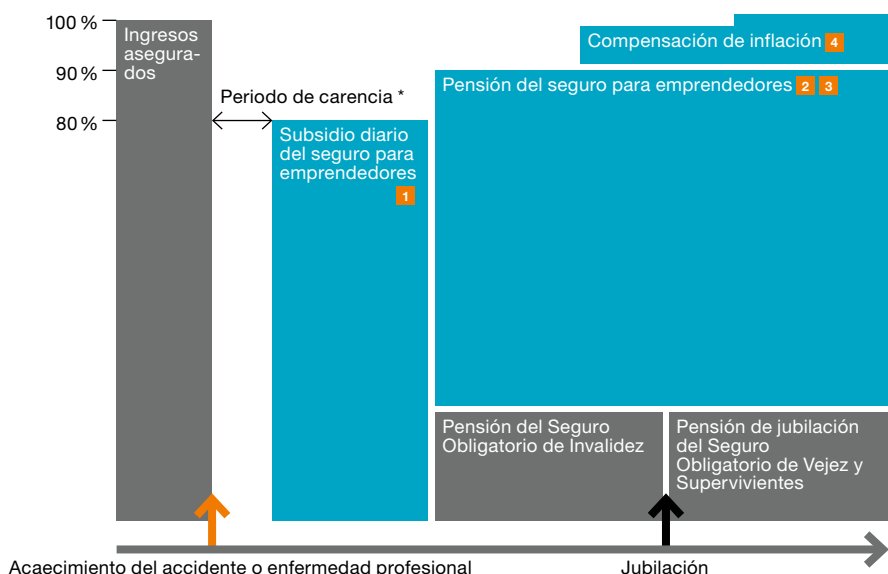 100 %
90 %
80 %
Ingresos
asegura-
dos
Periodo de carencia *
Subsidio diario
del seguro para
emprendedores
1
Compensación de inflación 4
Pensión del seguro para emprendedores 2 3
Pensión del Seguro
Obligatorio de Invalidez
Pensión de jubilación
del Seguro
Obligatorio de Vejez y
Supervivientes
Acaecimiento del accidente o enfermedad profesional
Jubilación